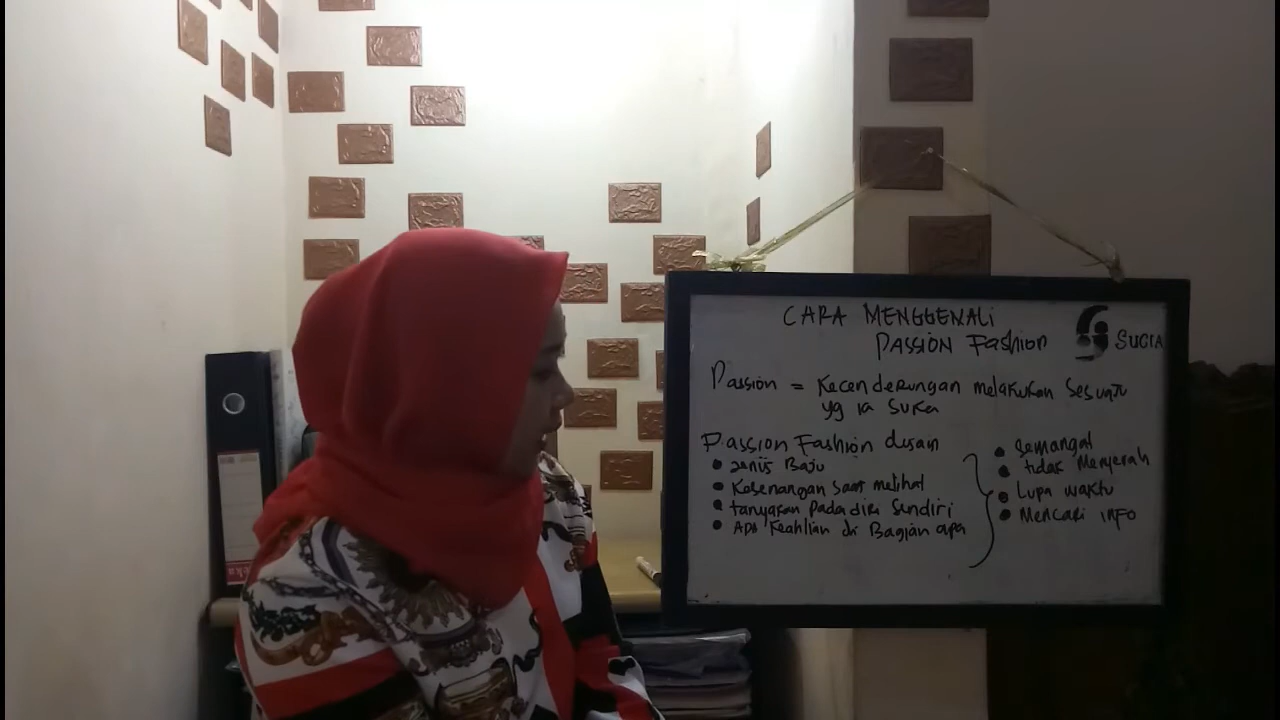 CARA MENGGENALI
PASSION Fashion
SUCIA
Passion = Kecenderungan melakukan sesuatu
yg ia suka
Passion Fashion desain
• Jenis Baju
• Kesenangan saat melihat
• tanyakan pada diri sendiri
• Apa Keahlian di Bagian apa
• semangat
• tidak Menyerah
• Lupa waktu
• Mencari info